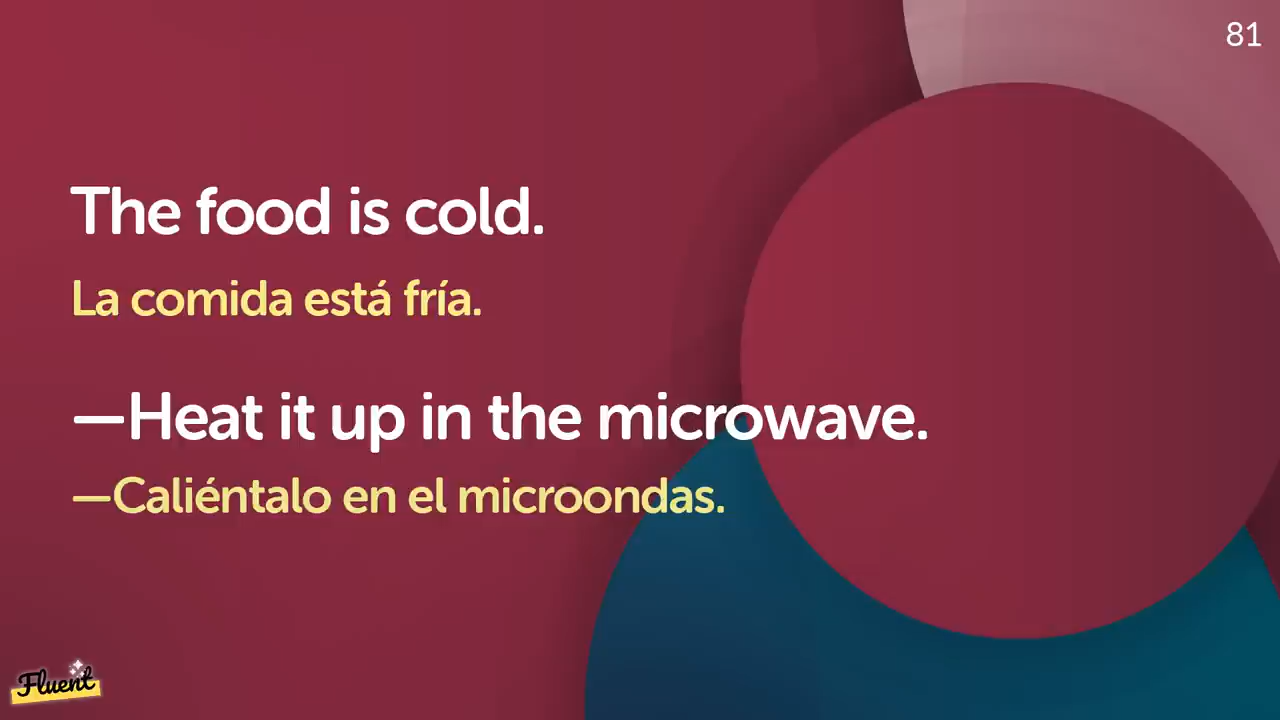 81
The food is cold.
La comida está fría.
—Heat it up in the microwave.
—Caliéntalo en el microondas.
Fluent